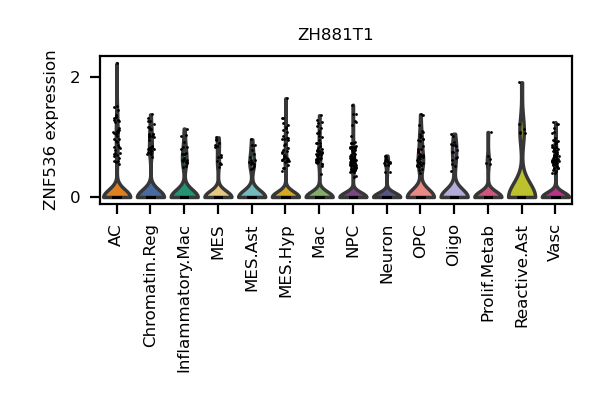 ZH881T1
ZNF536 expression
2
0
AC
Chromatin.Reg
Inflammatory.Mac
MES
MES.Ast
MES.Hyp
Mac
NPC
Neuron
OPC
Oligo
Prolif.Metab
Reactive.Ast
Vasc